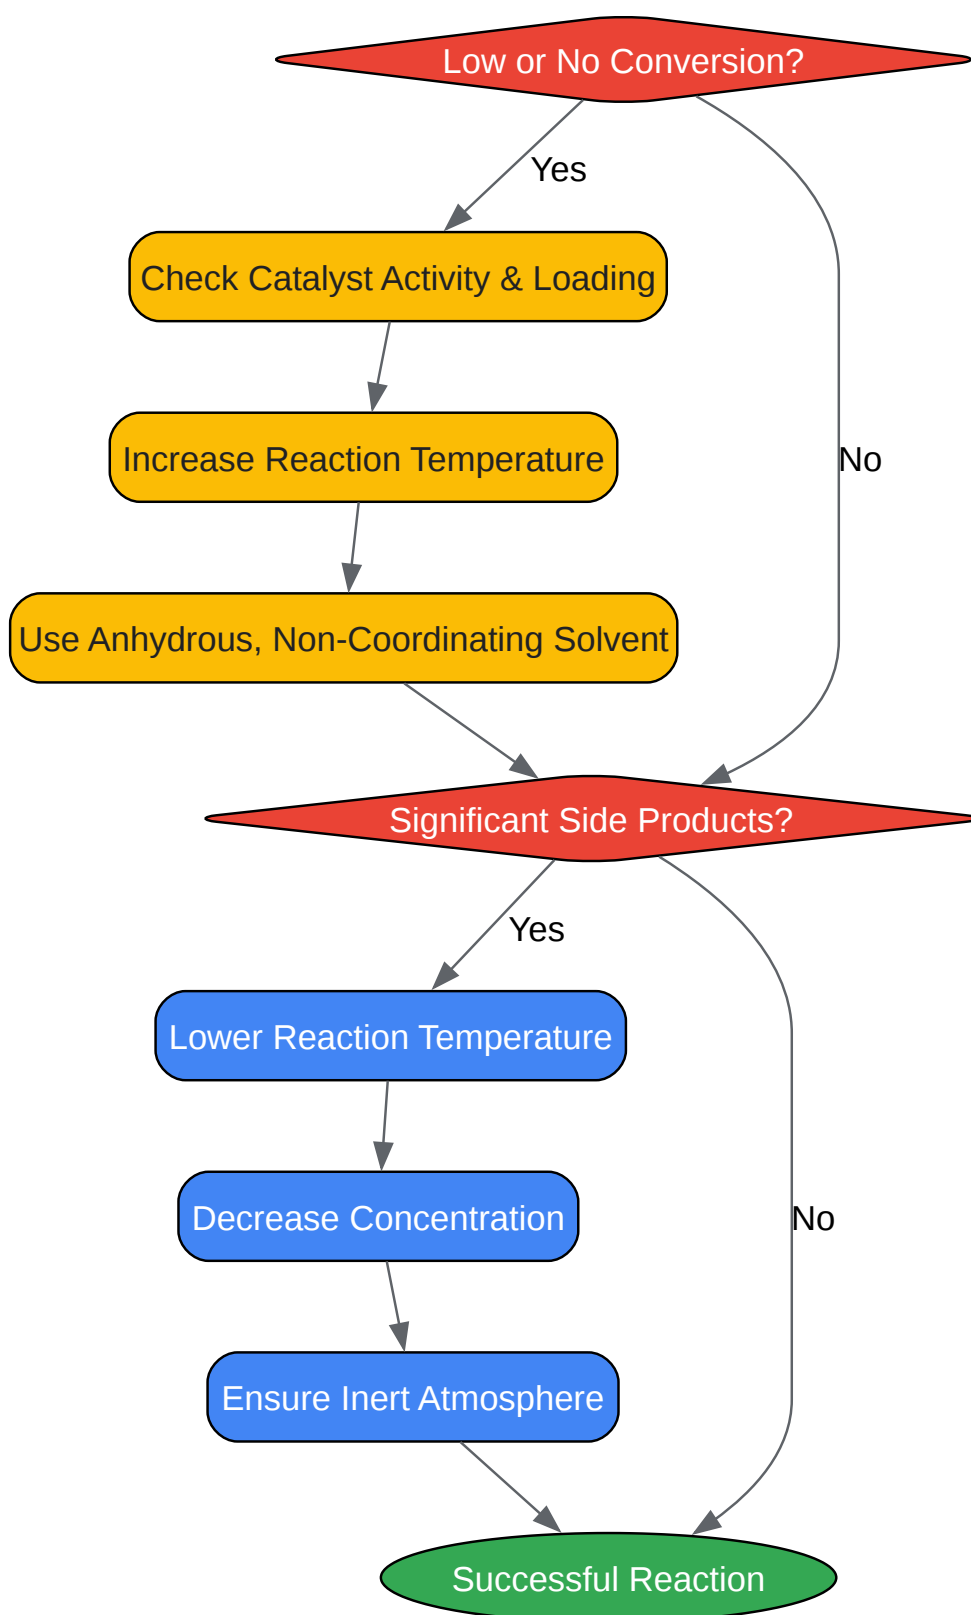 Low or No Conversion?
Yes
Check Catalyst Activity & Loading
Increase Reaction Temperature
No
Use Anhydrous, Non-Coordinating Solvent
Significant Side Products?
Yes
Lower Reaction Temperature
Decrease Concentration
No
Ensure Inert Atmosphere
Successful Reaction